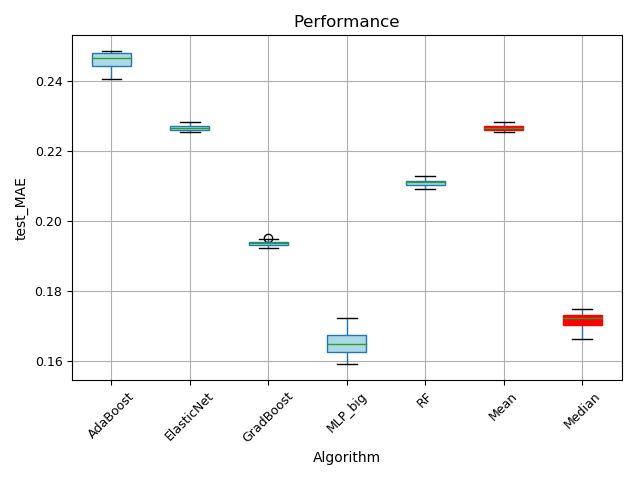 Performance
test_MAE
0.24
0.22
0.20
0.18
0.16
AdaBoost
ElasticNet
GradBoost
MLP_big
RF
Mean
Median
Algorithm